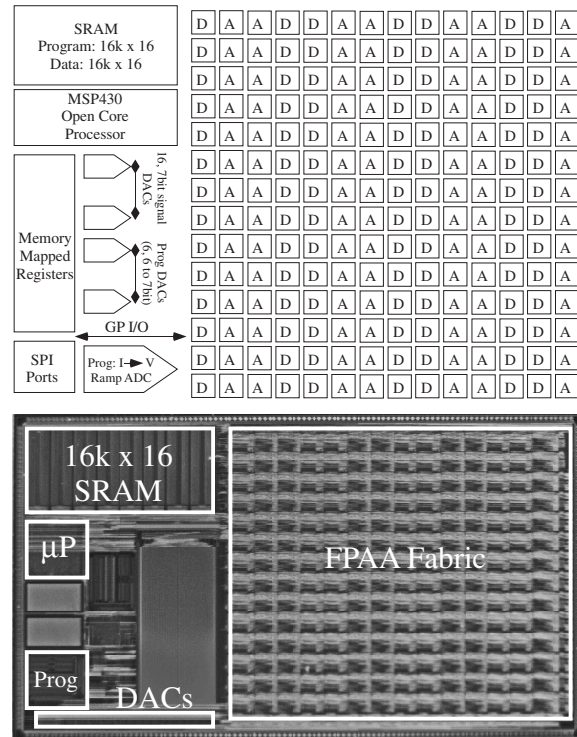 SRAM
Program: 16k x 16
Data: 16k x 16
MSP430
Open Core
Processor
Memory
Mapped
Registers
16, 7bit signal
DACs
Prog DACs
(6, 6 to 7bit)
GP I/O
SPI
Ports
Prog: I V
Ramp ADC
D A A D D A A D D A A D D A
D A A D D A A D D A A D D A
D A A D D A A D D A A D D A
D A A D D A A D D A A D D A
D A A D D A A D D A A D D A
D A A D D A A D D A A D D A
D A A D D A A D D A A D D A
D A A D D A A D D A A D D A
D A A D D A A D D A A D D A
D A A D D A A D D A A D D A
D A A D D A A D D A A D D A
D A A D D A A D D A A D D A
D A A D D A A D D A A D D A
D A A D D A A D D A A D D A
16k x 16
SRAM
μP
Prog
DACs
FPAA Fabric